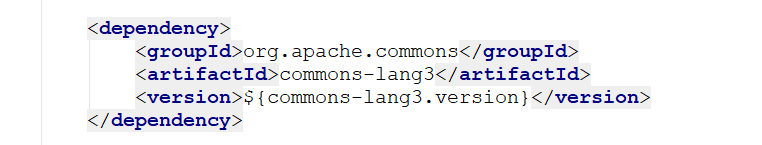 <dependency>
<groupId>org.apache.commons</groupId>
<artifactId>commons-lang3</artifactId>
<version>${commons-lang3.version}</version>
</dependency>